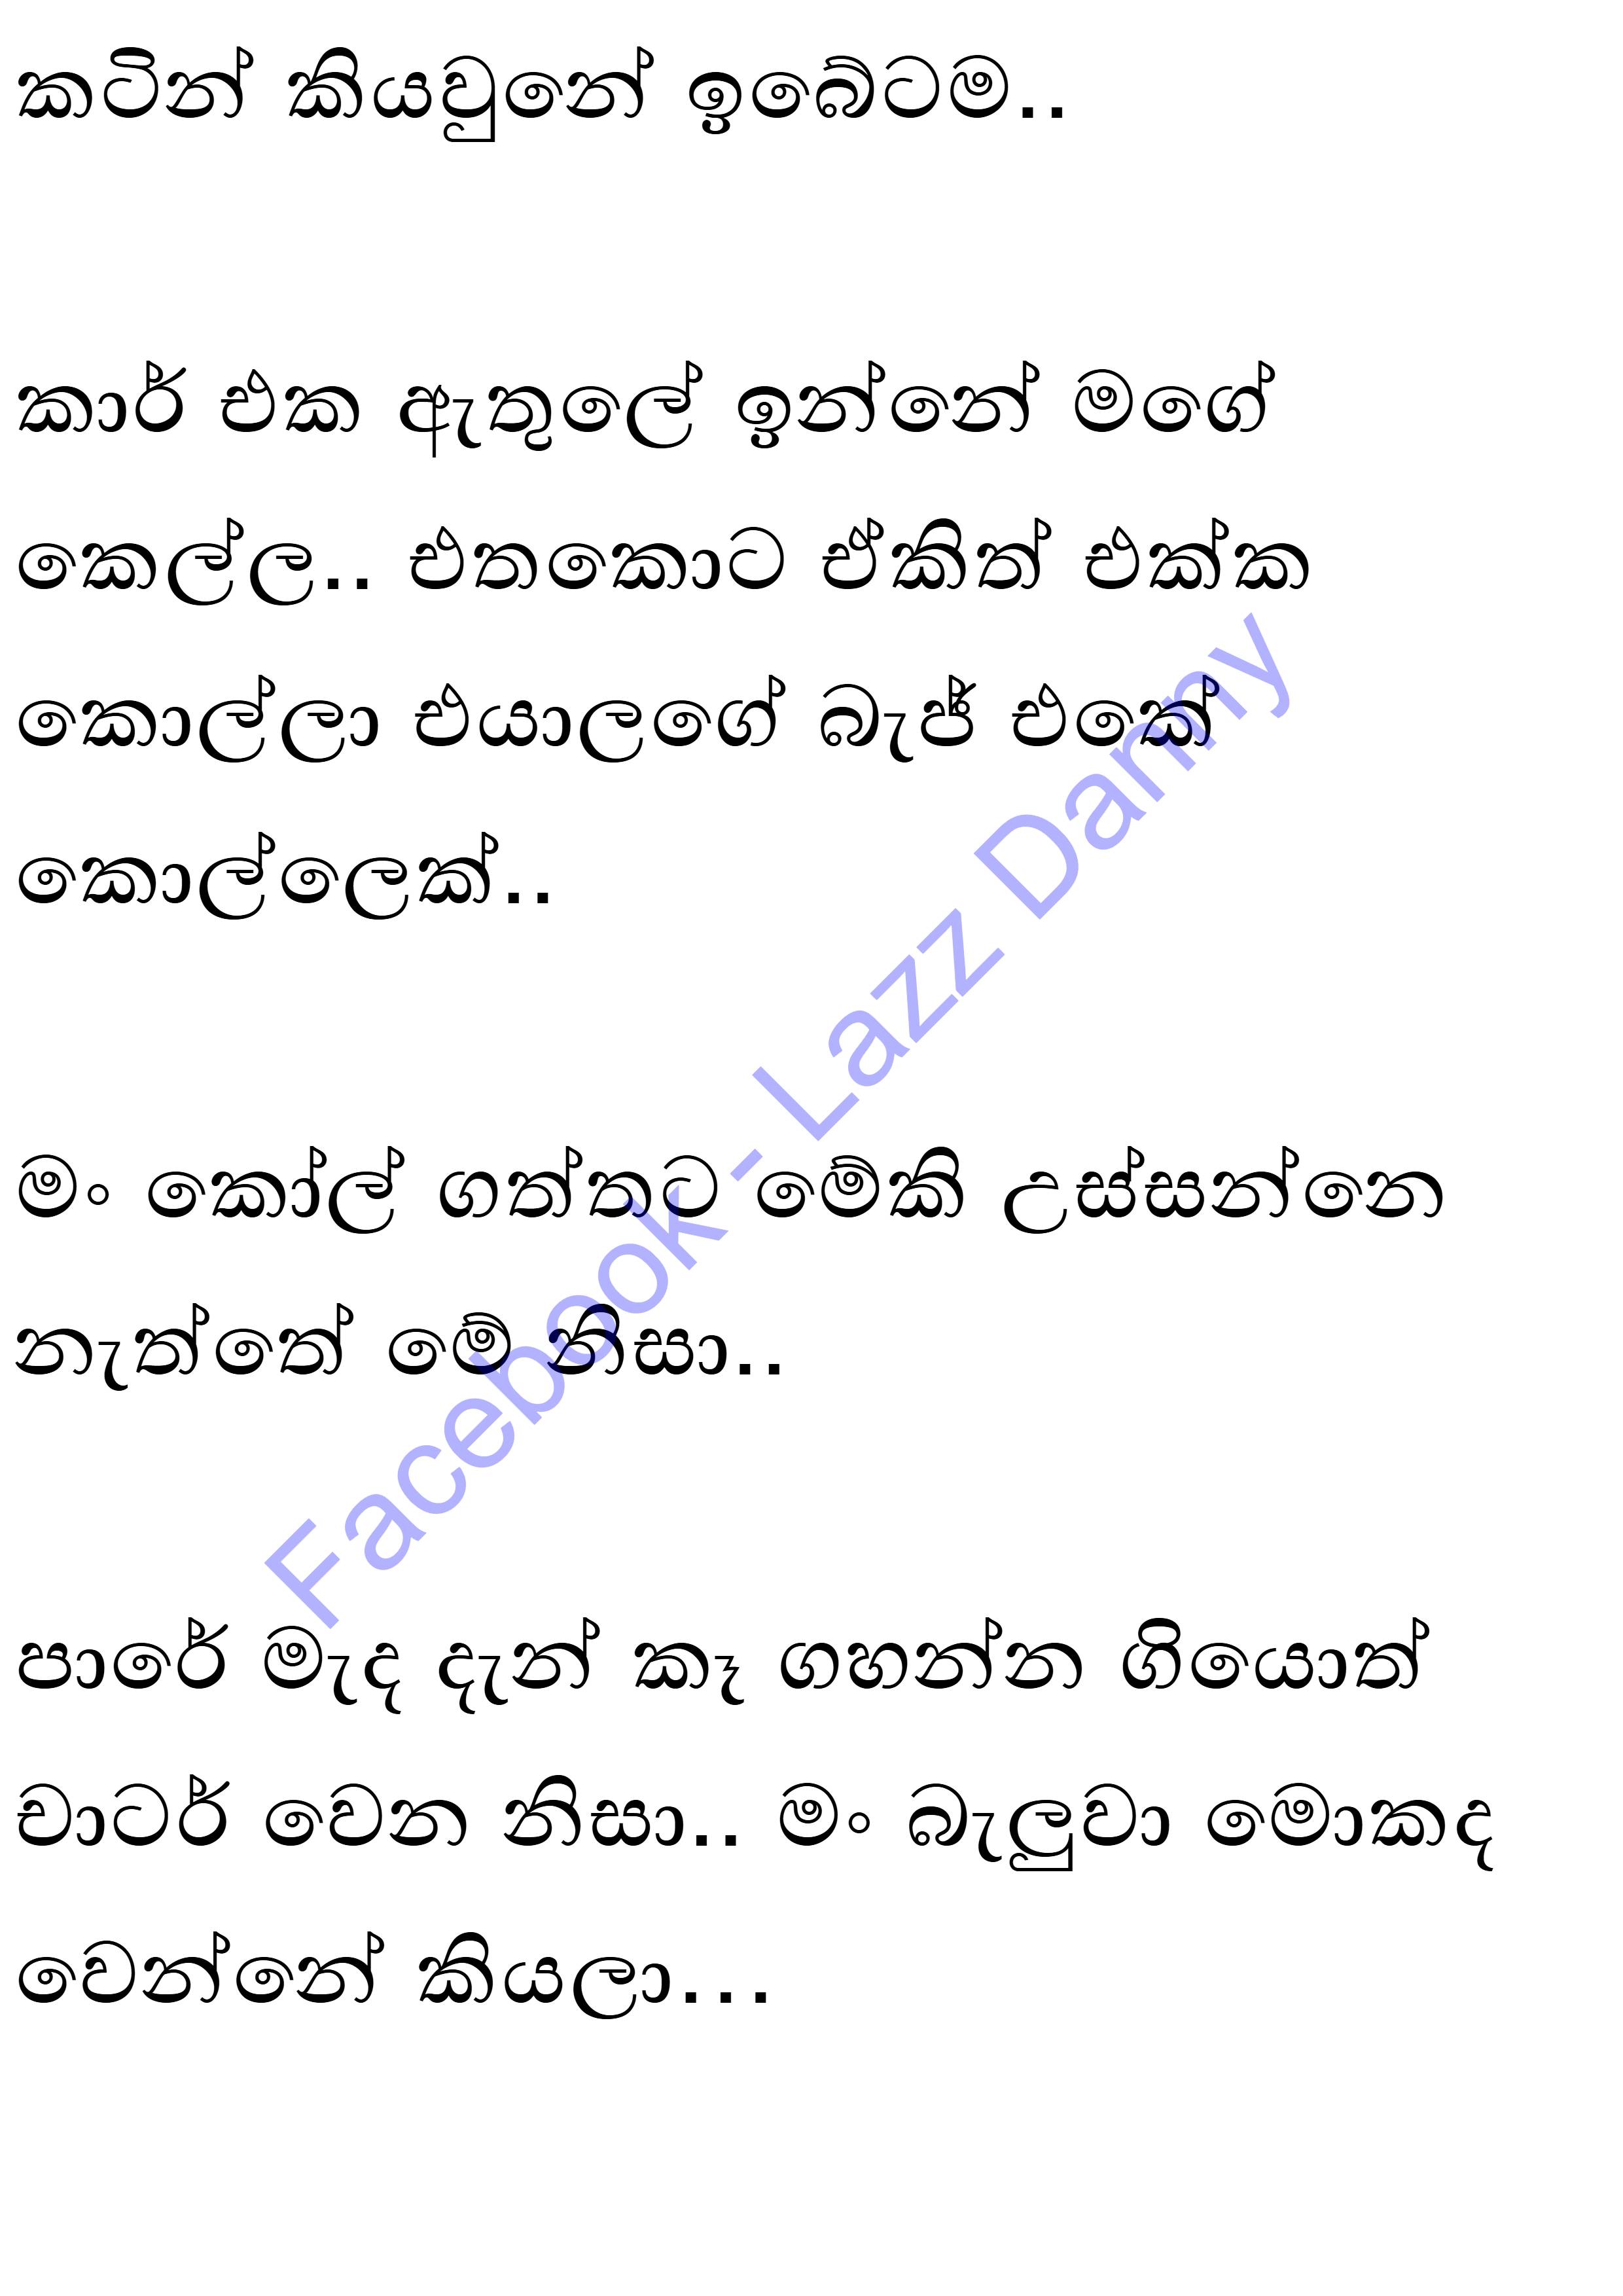 කටින් කියවුනේ ඉබේටම..
කාර් එක ඇතුලේ ඉන්නේ මගේ
කෙල්ල.. එතකොට ඒකිත් එක්ක
කොල්ලා එයාලගේ බැජ් එකේ
කොල්ලෙක්..
මං කෝල් ගත්තට මේකි උස්සන්නෙ
නැත්තේ මේ නිසා..
පාරේ මැද දැන් කෑ ගහන්න ගියොත්
චාටර් වෙන නිසා.. මං බැලුවා මොකද
වෙන්නේ කියලා...
Facebook - Lazz Danny